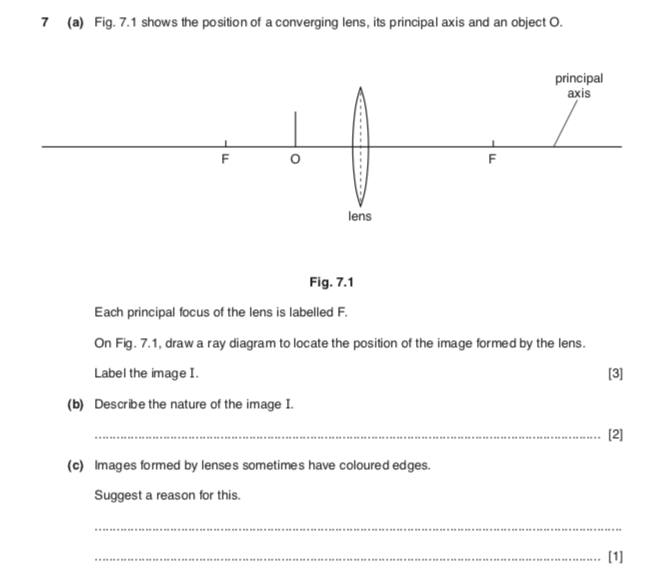 7 (a) Fig. 7.1 shows the position of a converging lens, its principal axis and an object O.
principal
axis
F
O
F
lens
Fig. 7.1
Each principal focus of the lens is labelled F.
On Fig. 7.1, draw a ray diagram to locate the position of the image formed by the lens.
Label the image I. [3]
(b) Describe the nature of the image I.
.......................................................................................................................................... [2]
(c) Images formed by lenses sometimes have coloured edges.
Suggest a reason for this.
................................................................................................................................................
.......................................................................................................................................... [1]